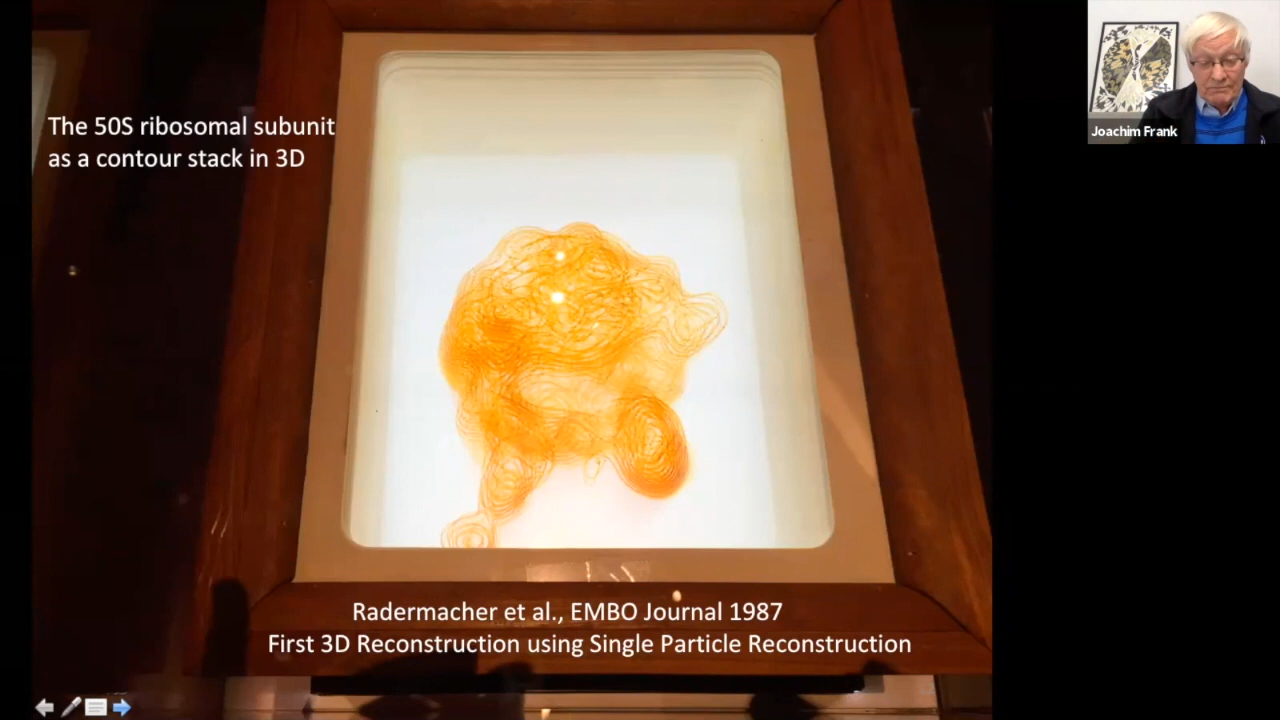 The 50S ribosomal subunit
as a contour stack in 3D
Joachim Frank
Radermacher et al., EMBO Journal 1987
First 3D Reconstruction using Single Particle Reconstruction